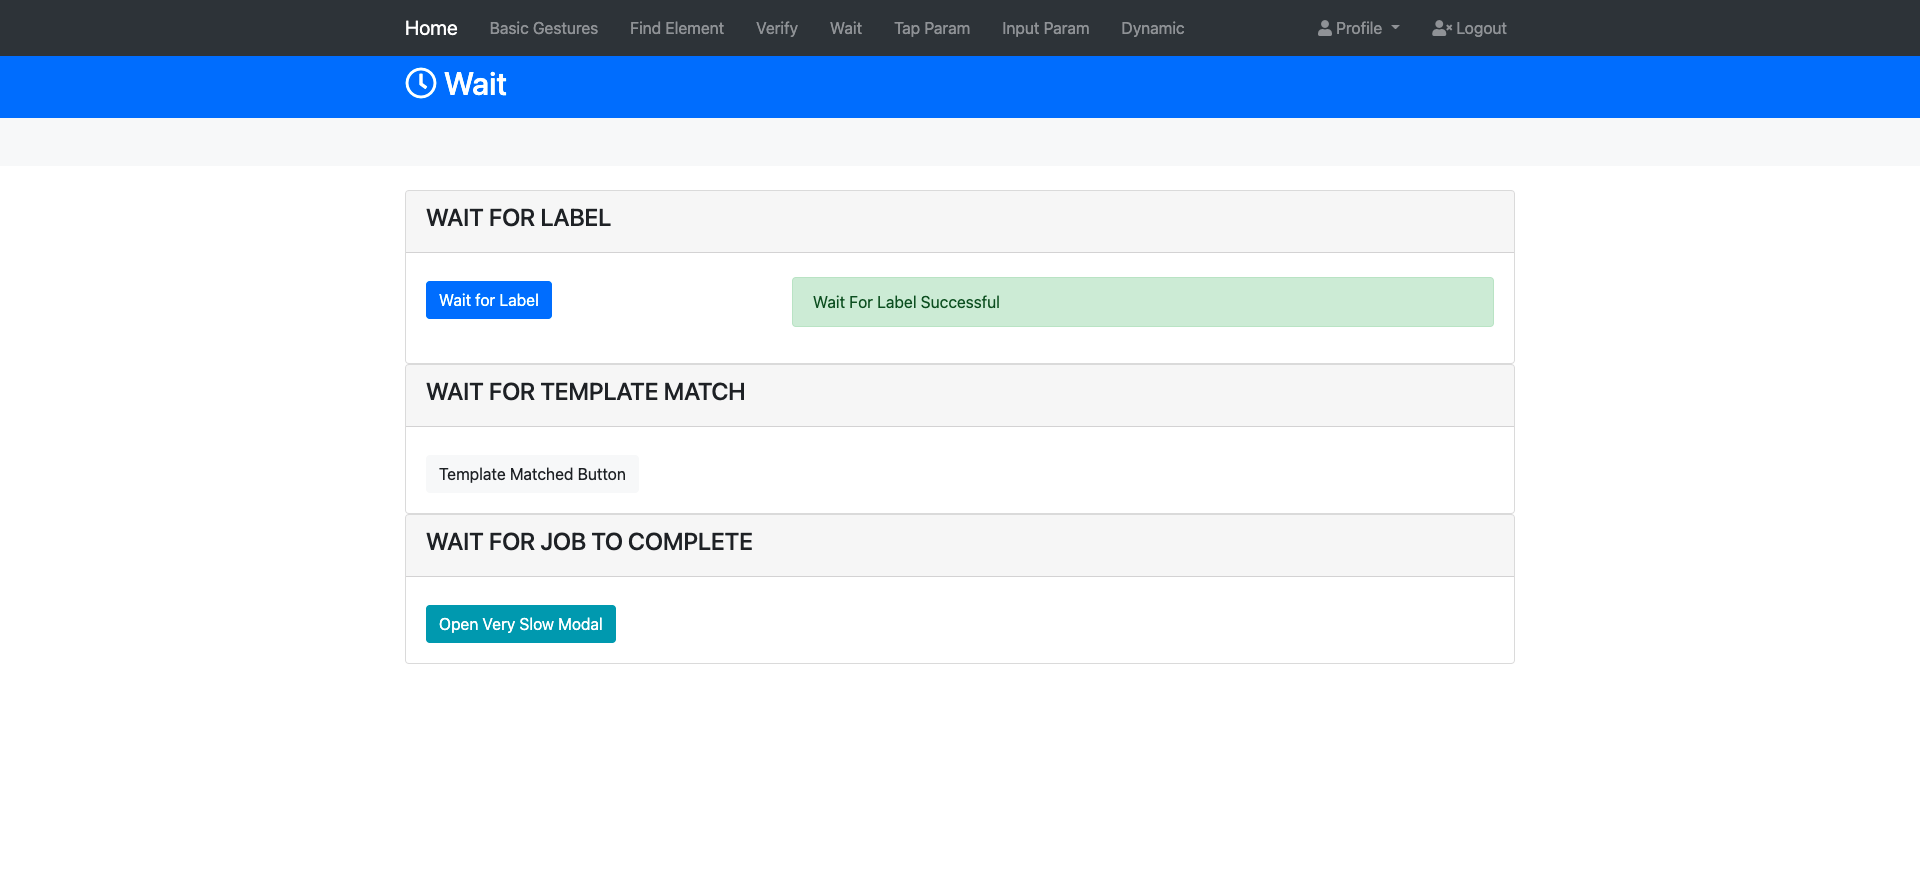 Home Basic Gestures Find Element Verify Wait Tap Param Input Param Dynamic Profile Logout
Wait
WAIT FOR LABEL
Wait for Label Wait For Label Successful
WAIT FOR TEMPLATE MATCH
Template Matched Button
WAIT FOR JOB TO COMPLETE
Open Very Slow Modal